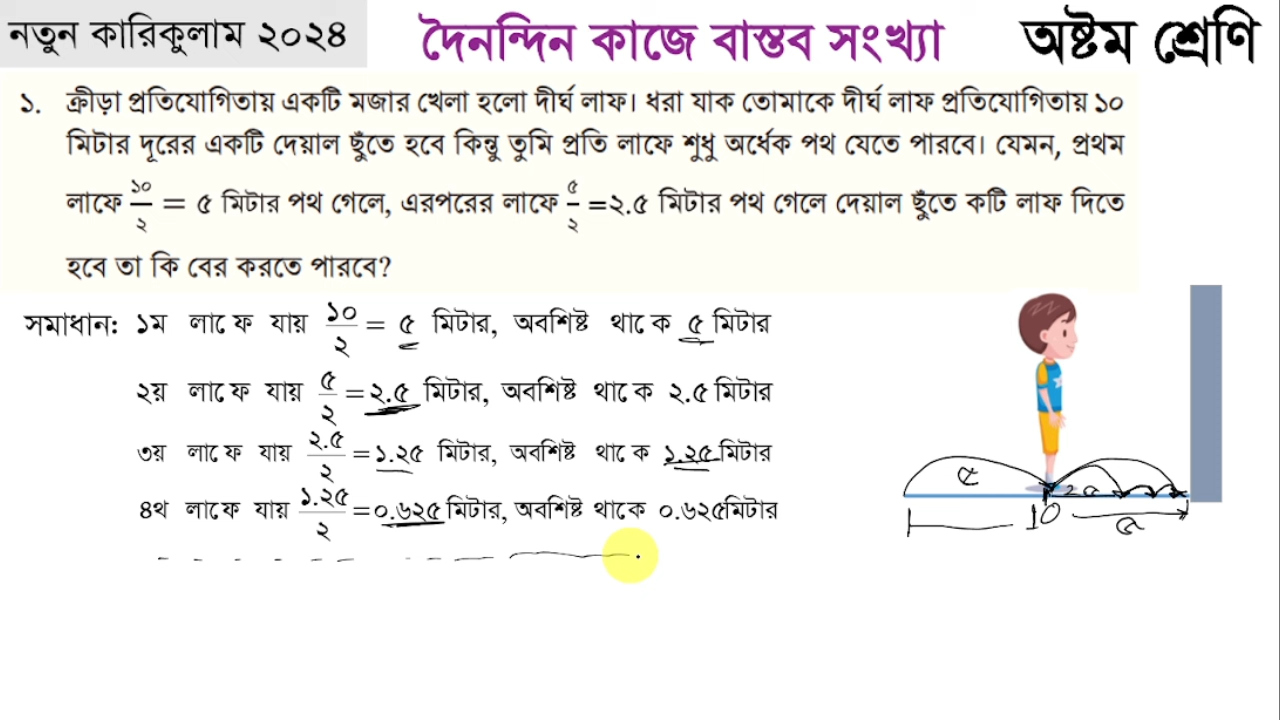 নতুন কারিকুলাম ২০২৪
দৈনন্দিন কাজে বাস্তব সংখ্যা
অষ্টম শ্রেণি
১. ক্রীড়া প্রতিযোগিতায় একটি মজার খেলা হলো দীর্ঘ লাফ। ধরা যাক তোমাকে দীর্ঘ লাফ প্রতিযোগিতায় ১০
মিটার দূরের একটি দেয়াল ছুঁতে হবে কিন্তু তুমি প্রতি লাফে শুধু অর্ধেক পথ যেতে পারবে। যেমন, প্রথম
লাফে ১০/২ = ৫ মিটার পথ গেলে, এরপরের লাফে ৫/২ =২.৫ মিটার পথ গেলে দেয়াল ছুঁতে কটি লাফ দিতে
হবে তা কি বের করতে পারবে?
সমাধান: ১ম লাফে যায় ১০/২ = ৫ মিটার, অবশিষ্ট থাকে ৫ মিটার
২য় লাফে যায় ৫/২ = ২.৫ মিটার, অবশিষ্ট থাকে ২.৫ মিটার
৩য় লাফে যায় ২.৫/২ = ১.২৫ মিটার, অবশিষ্ট থাকে ১.২৫ মিটার
৪থ লাফে যায় ১.২৫/২ = ০.৬২৫ মিটার, অবশিষ্ট থাকে ০.৬২৫মিটার
৫
10
৫